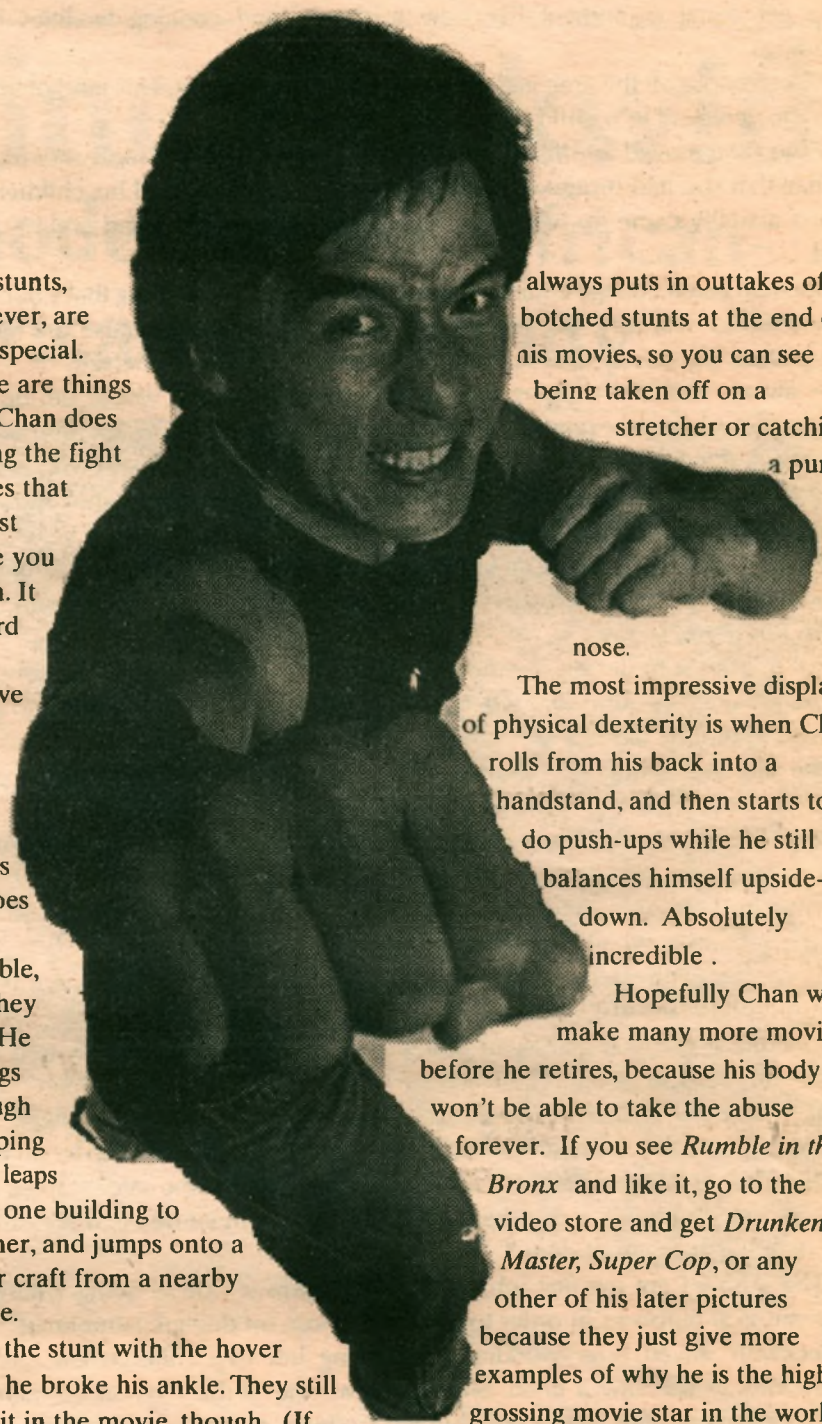 stunts,
ever, are
special.
e are things
Chan does
g the fight
es that
st
e you
n. It
rd
ve
s
oes
ble,
hey
He
gs
gh
ping
leaps
one building to
ner, and jumps onto a
r craft from a nearby
e.
the stunt with the hover
he broke his ankle. They still
it in the movie, though. (If
always puts in outtakes of
botched stunts at the end
his movies, so you can see
being taken off on a
stretcher or catchi
a pu
nose.
The most impressive displa
of physical dexterity is when C
rolls from his back into a
handstand, and then starts to
do push-ups while he still
balances himself upside-
down. Absolutely
incredible .
Hopefully Chan w
make many more movi
before he retires, because his body
won't be able to take the abuse
forever. If you see Rumble in th
Bronx and like it, go to the
video store and get Drunken
Master, Super Cop, or any
other of his later pictures
because they just give more
examples of why he is the high
grossing movie star in the worl